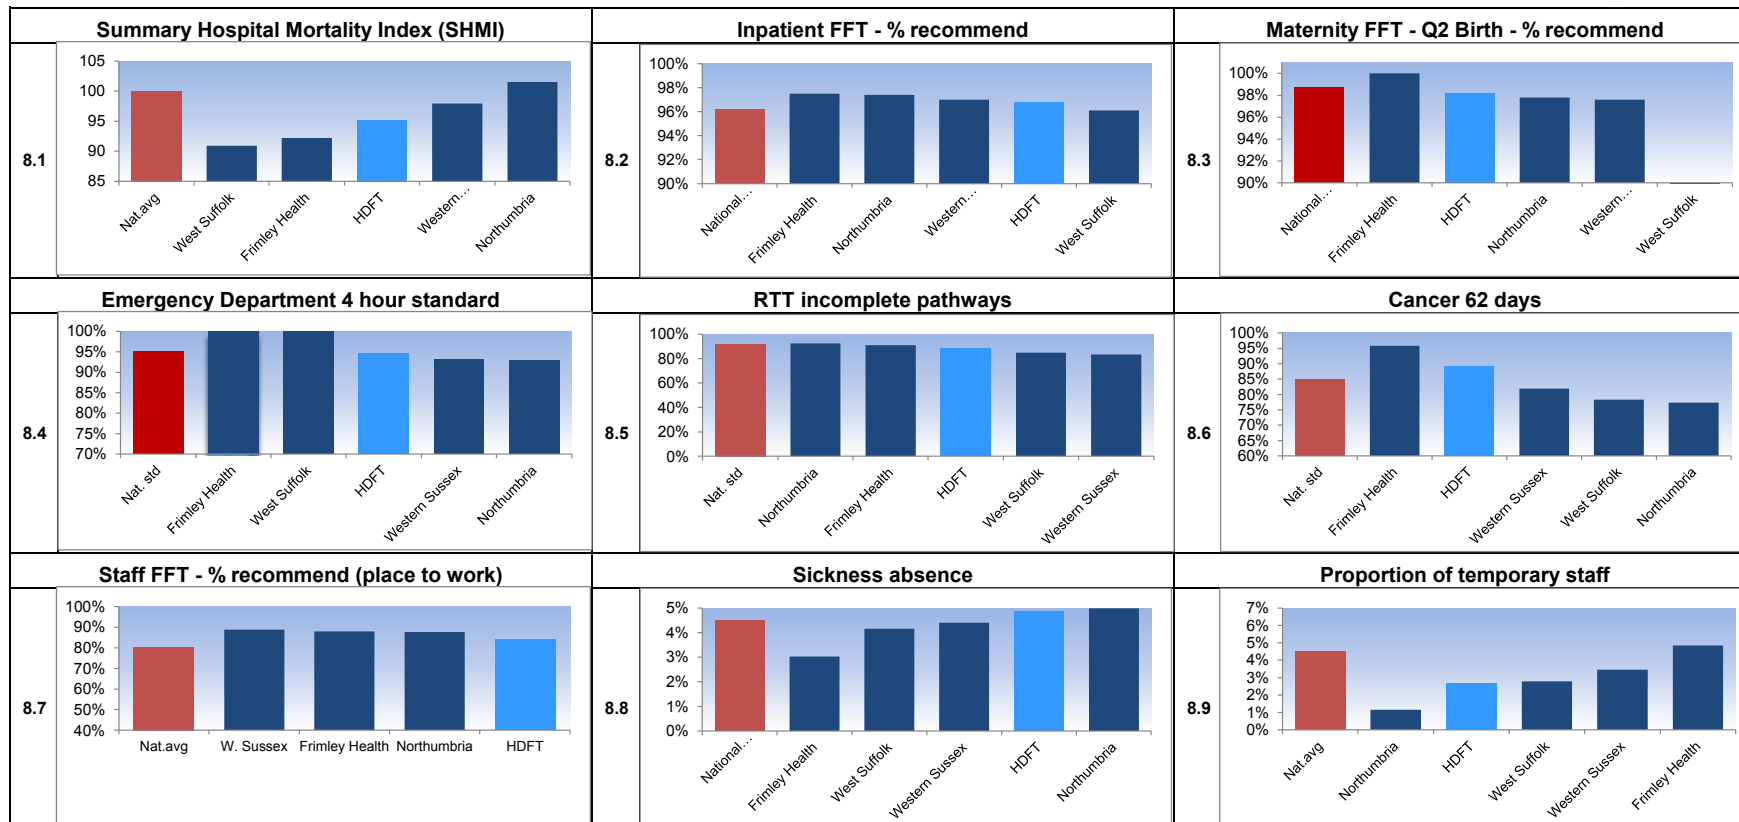 Summary Hospital Mortality Index (SHMI)
8.1
105
100
95
90
85
Nat.avg
West Suffolk
Frimley Health
HDFT
Western...
Northumbria
Inpatient FFT - % recommend
8.2
100%
98%
96%
94%
92%
90%
National...
Frimley Health
Northumbria
Western...
HDFT
West Suffolk
Maternity FFT - Q2 Birth - % recommend
8.3
100%
98%
96%
94%
92%
90%
National...
Frimley Health
HDFT
Northumbria
Western...
West Suffolk
Emergency Department 4 hour standard
8.4
100%
95%
90%
85%
80%
75%
70%
Nat. std
Frimley Health
West Suffolk
HDFT
Western Sussex
Northumbria
RTT incomplete pathways
8.5
100%
80%
60%
40%
20%
0%
Nat. std
Northumbria
Frimley Health
HDFT
West Suffolk
Western Sussex
Cancer 62 days
8.6
100%
95%
90%
85%
80%
75%
70%
65%
60%
Nat. std
Frimley Health
HDFT
Western Sussex
West Suffolk
Northumbria
Staff FFT - % recommend (place to work)
8.7
100%
90%
80%
70%
60%
50%
40%
Nat.avg
W. Sussex
Frimley Health
Northumbria
HDFT
Sickness absence
8.8
5%
4%
3%
2%
1%
0%
National...
Frimley Health
West Suffolk
Western Sussex
HDFT
Northumbria
Proportion of temporary staff
8.9
7%
6%
5%
4%
3%
2%
1%
0%
Nat.avg
Northumbria
HDFT
West Suffolk
Western Sussex
Frimley Health